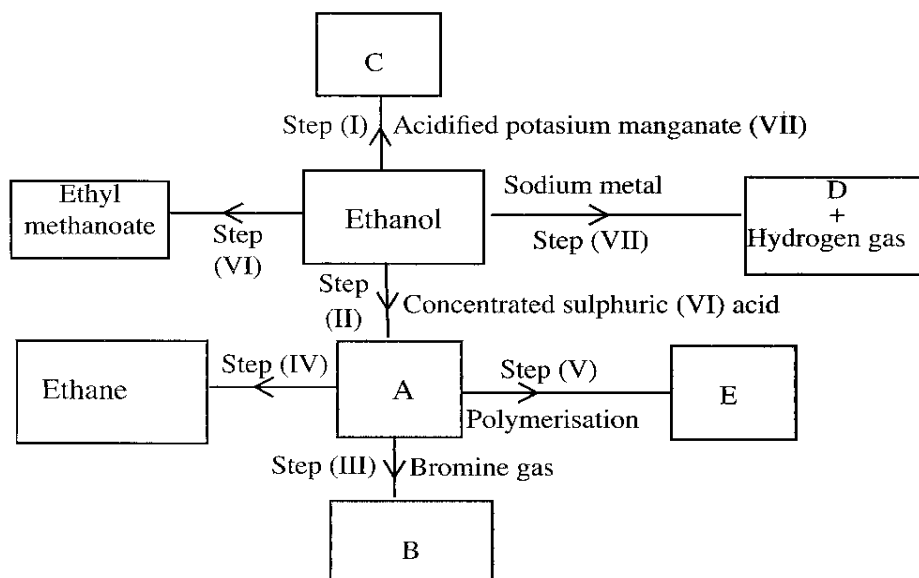 C
Step (I)
Acidified potasium manganate (VII)
Ethyl
methanoate
Step
(VI)
Ethanol
Sodium metal
Step (VII)
D
+
Hydrogen gas
Step
(II)
Concentrated sulphuric (VI) acid
Ethane
Step (IV)
A
Step (V)
Polymerisation
E
Step (III)
Bromine gas
B